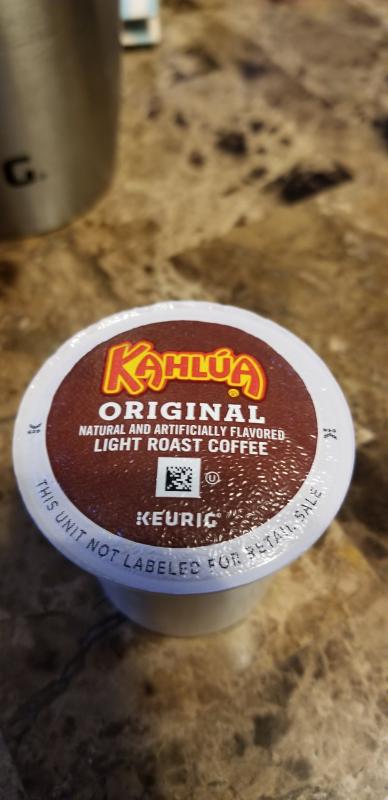 G.
KAHLÚA
ORIGINAL
NATURAL AND ARTIFICIALLY FLAVORED
LIGHT ROAST COFFEE
U
KEURIG
THIS UNIT NOT LABELED FOR RETAIL SALE
K
K